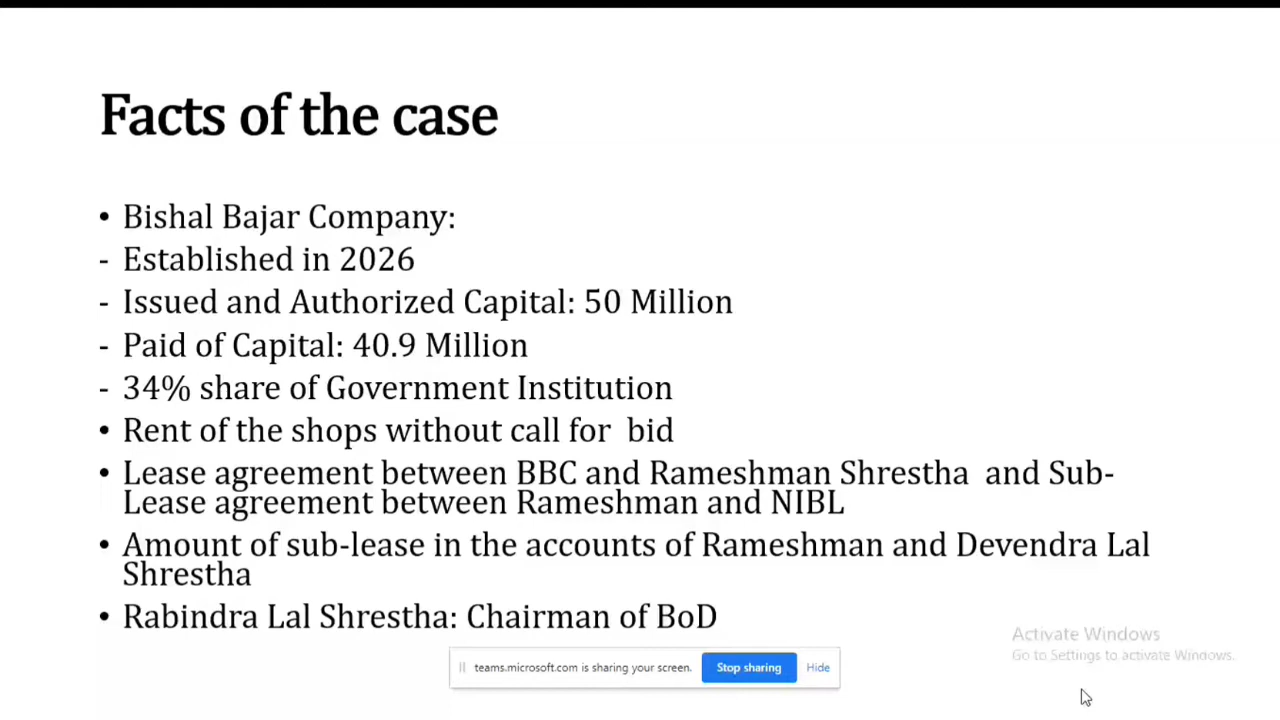 Facts of the case
• Bishal Bajar Company:
- Established in 2026
- Issued and Authorized Capital: 50 Million
- Paid of Capital: 40.9 Million
- 34% share of Government Institution
• Rent of the shops without call for  bid
• Lease agreement between BBC and Rameshman Shrestha  and Sub-
Lease agreement between Rameshman and NIBL
• Amount of sub-lease in the accounts of Rameshman and Devendra Lal
Shrestha
• Rabindra Lal Shrestha: Chairman of BoD
Activate Windows
Go to Settings to activate Windows.
teams.microsoft.com is sharing your screen. Stop sharing Hide